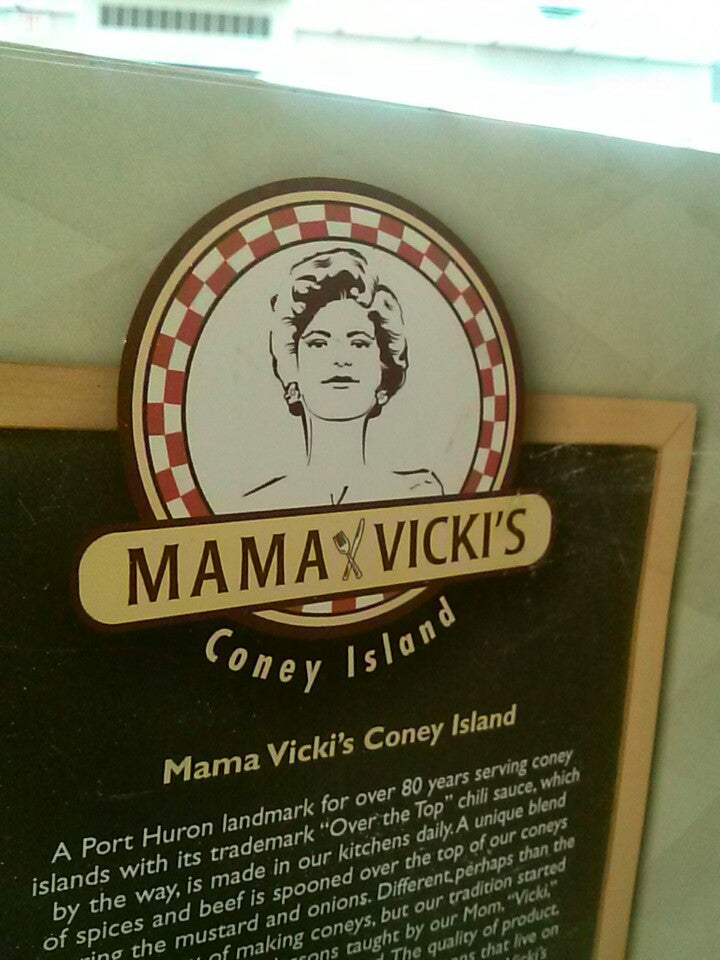 MAMA VICKI'S
Coney Island
Mama Vicki's Coney Island
A Port Huron landmark for over 80 years serving coney
islands with its trademark "Over the Top" chili sauce, which
by the way, is made in our kitchens daily. A unique blend
of spices and beef is spooned over the top of our coneys
the mustard and onions. Different, perhaps than the
of making coneys, but our tradition started
taught by our Mom, "Vicki,"
The quality of product,
that live on